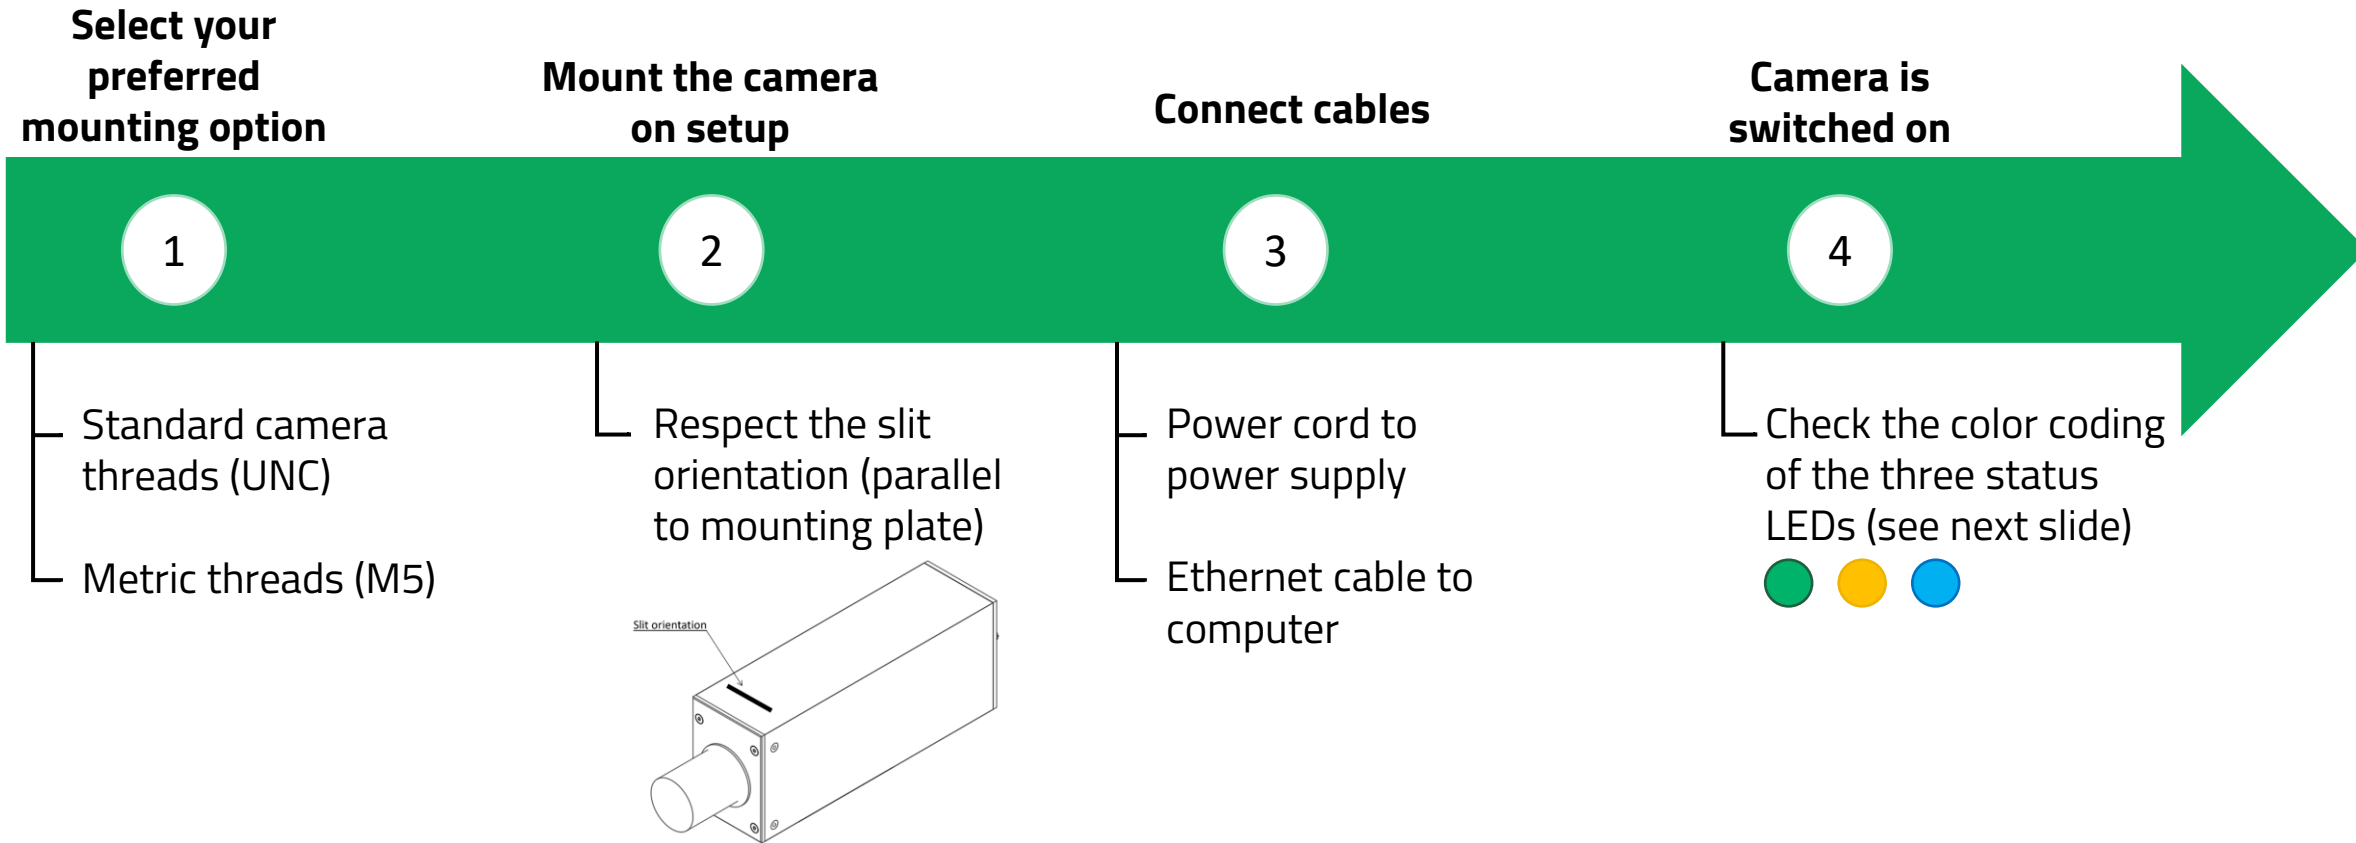 Select your
preferred
mounting option
Mount the camera
on setup
Connect cables
Camera is
switched on
1
2
3
4
Standard camera
threads (UNC)
Metric threads (M5)
Respect the slit
orientation (parallel
to mounting plate)
Slit orientation
Power cord to
power supply
Ethernet cable to
computer
Check the color coding
of the three status
LEDs (see next slide)